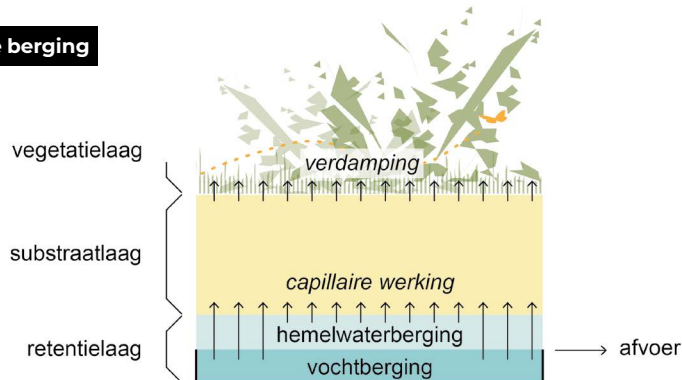 berging
vegetatielaag
verdamping
substraatlaag
capillaire werking
hemelwaterberging
retentielaag
afvoer
vochtberging